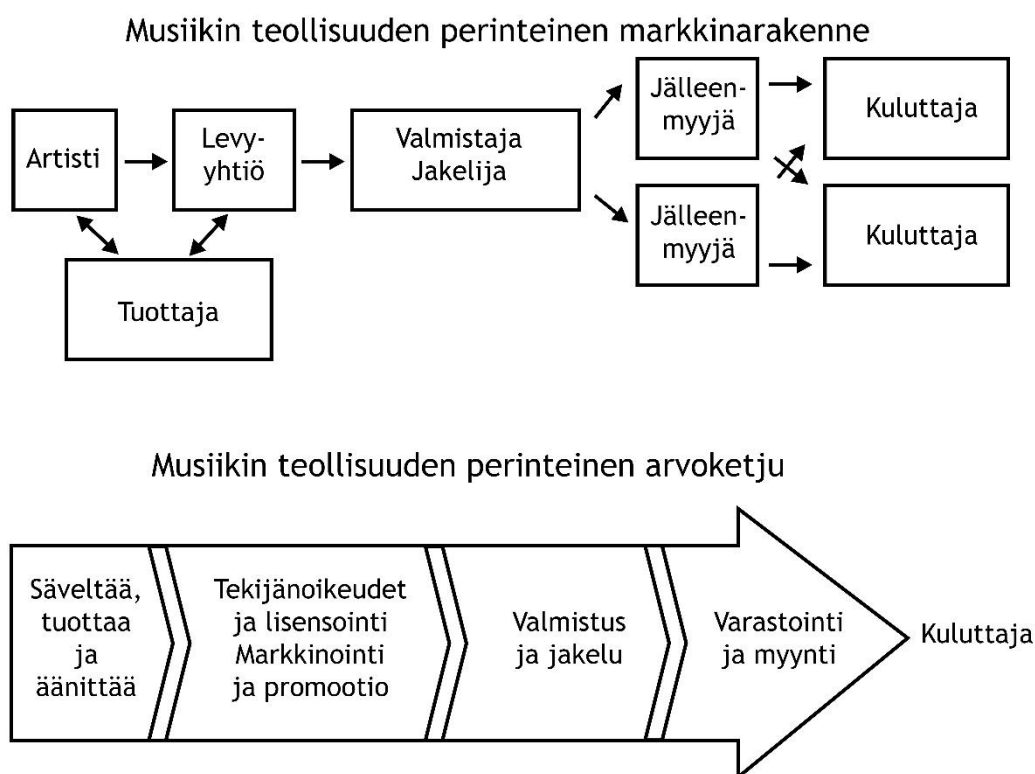 Musiikin teollisuuden perinteinen markkinarakenne
Artisti
Levy-
yhtiö
Valmistaja
Jakelija
Jälleen-
myyjä
Kuluttaja
Jälleen-
myyjä
Kuluttaja
Tuottaja
Musiikin teollisuuden perinteinen arvoketju
Säveltää,
tuottaa
ja
äänittää
Tekijänoikeudet
ja lisensointi
Markkinointi
ja promootio
Valmistus
ja jakelu
Varastointi
ja myynti
Kuluttaja